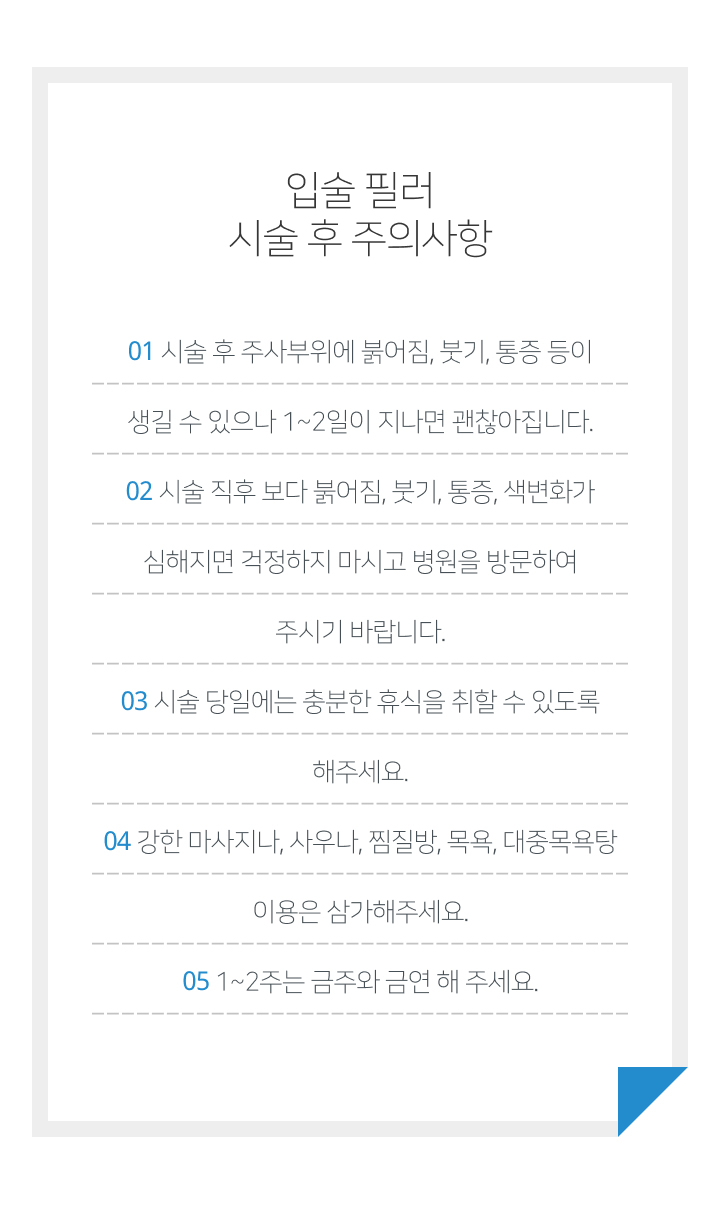 입술 필러
시술 후 주의사항
01 시술 후 주사부위에 붉어짐, 붓기, 통증 등이
생길 수 있으나 1~2일이 지나면 괜찮아집니다.
02 시술 직후 보다 붉어짐, 붓기, 통증, 색변화가
심해지면 걱정하지 마시고 병원을 방문하여
주시기 바랍니다.
03 시술 당일에는 충분한 휴식을 취할 수 있도록
해주세요.
04 강한 마사지나, 사우나, 찜질방, 목욕, 대중목욕탕
이용은 삼가해주세요.
05 1~2주는 금주와 금연 해 주세요.